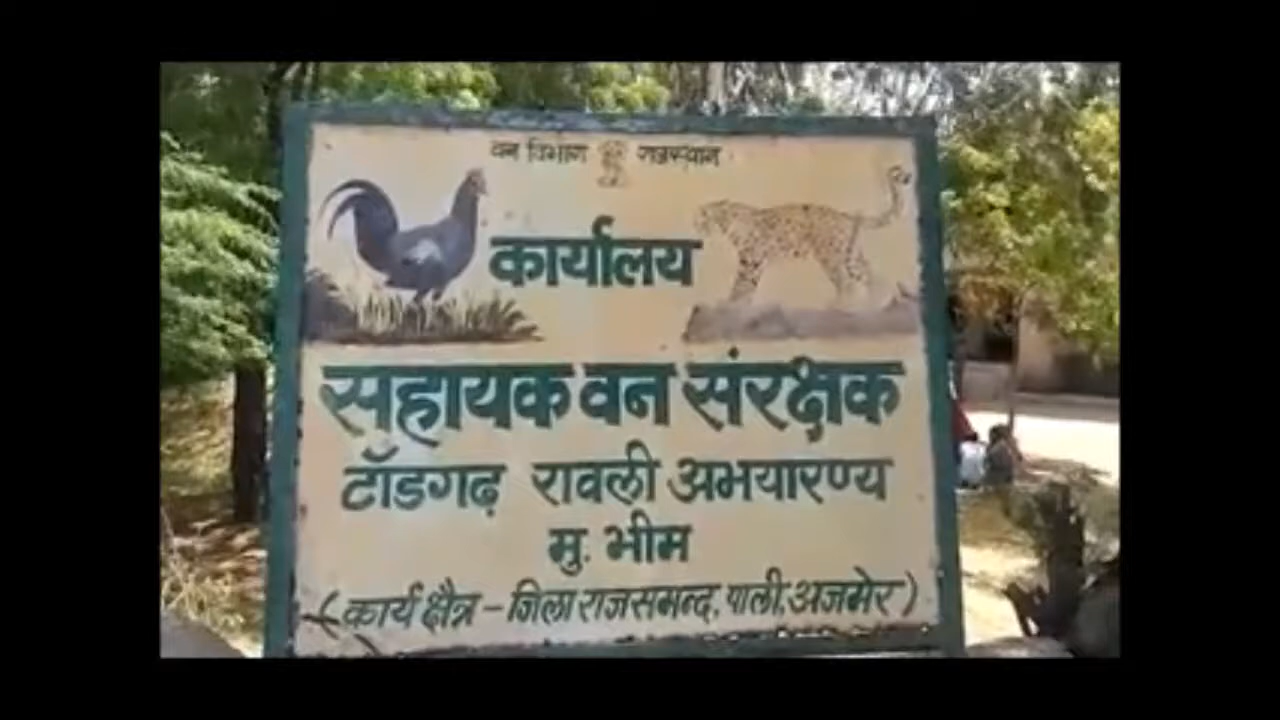 वन विभाग राजस्थान
कार्यालय
सहायक वन संरक्षक
टॉडगढ़ रावली अभयारण्य
मु. भीम
(कार्य क्षैत्र - जिला राजसमन्द, पाली, अजमेर)